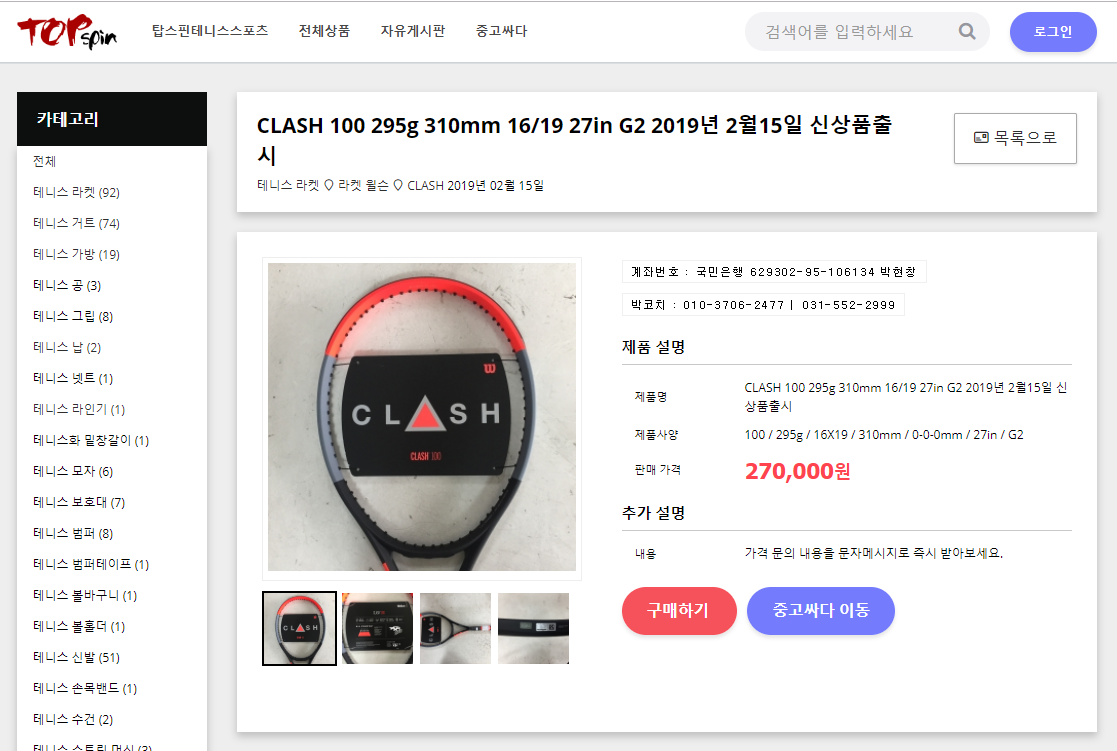 TOPspin
탑스핀테니스스포츠 전체상품 자유게시판 중고싸다
검색어를 입력하세요
로그인
카테고리
전체
테니스 라켓 (92)
테니스 거트 (74)
테니스 가방 (19)
테니스 공 (3)
테니스 그립 (8)
테니스 납 (2)
테니스 넷트 (1)
테니스 라인기 (1)
테니스화 밑창갈이 (1)
테니스 모자 (6)
테니스 보호대 (7)
테니스 범퍼 (8)
테니스 범퍼테이프 (1)
테니스 볼바구니 (1)
테니스 볼홀더 (1)
테니스 신발 (51)
테니스 손목밴드 (1)
테니스 수건 (2)
테니스 스트링 머신 (3)
CLASH 100 295g 310mm 16/19 27in G2 2019년 2월15일 신상품출
시
테니스 라켓 라켓 윌슨 CLASH 2019년 02월 15일
목록으로
W
CLASH
CLASH 100
계좌번호 : 국민은행 629302-95-106134 박현창
박코치 : 010-3706-2477 | 031-552-2999
제품 설명
제품명
CLASH 100 295g 310mm 16/19 27in G2 2019년 2월15일 신
상품출시
제품사양
100 / 295g / 16X19 / 310mm / 0-0-0mm / 27in / G2
판매 가격
270,000원
추가 설명
내용
가격 문의 내용을 문자메시지로 즉시 받아보세요.
구매하기
중고싸다 이동
CLASH